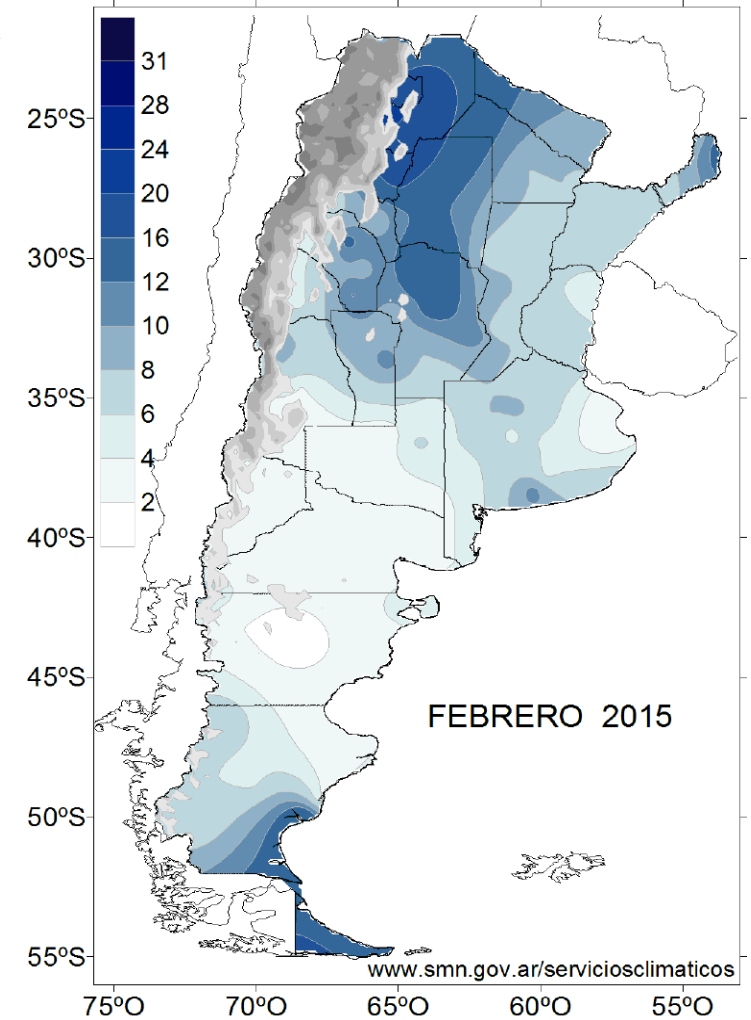 31
28
24
20
16
12
10
8
6
4
2
25ºS
30ºS
35ºS
40ºS
45ºS
50ºS
55ºS
FEBRERO 2015
www.smn.gov.ar/serviciosclimaticos
75ºO
70ºO
65ºO
60ºO
55ºO